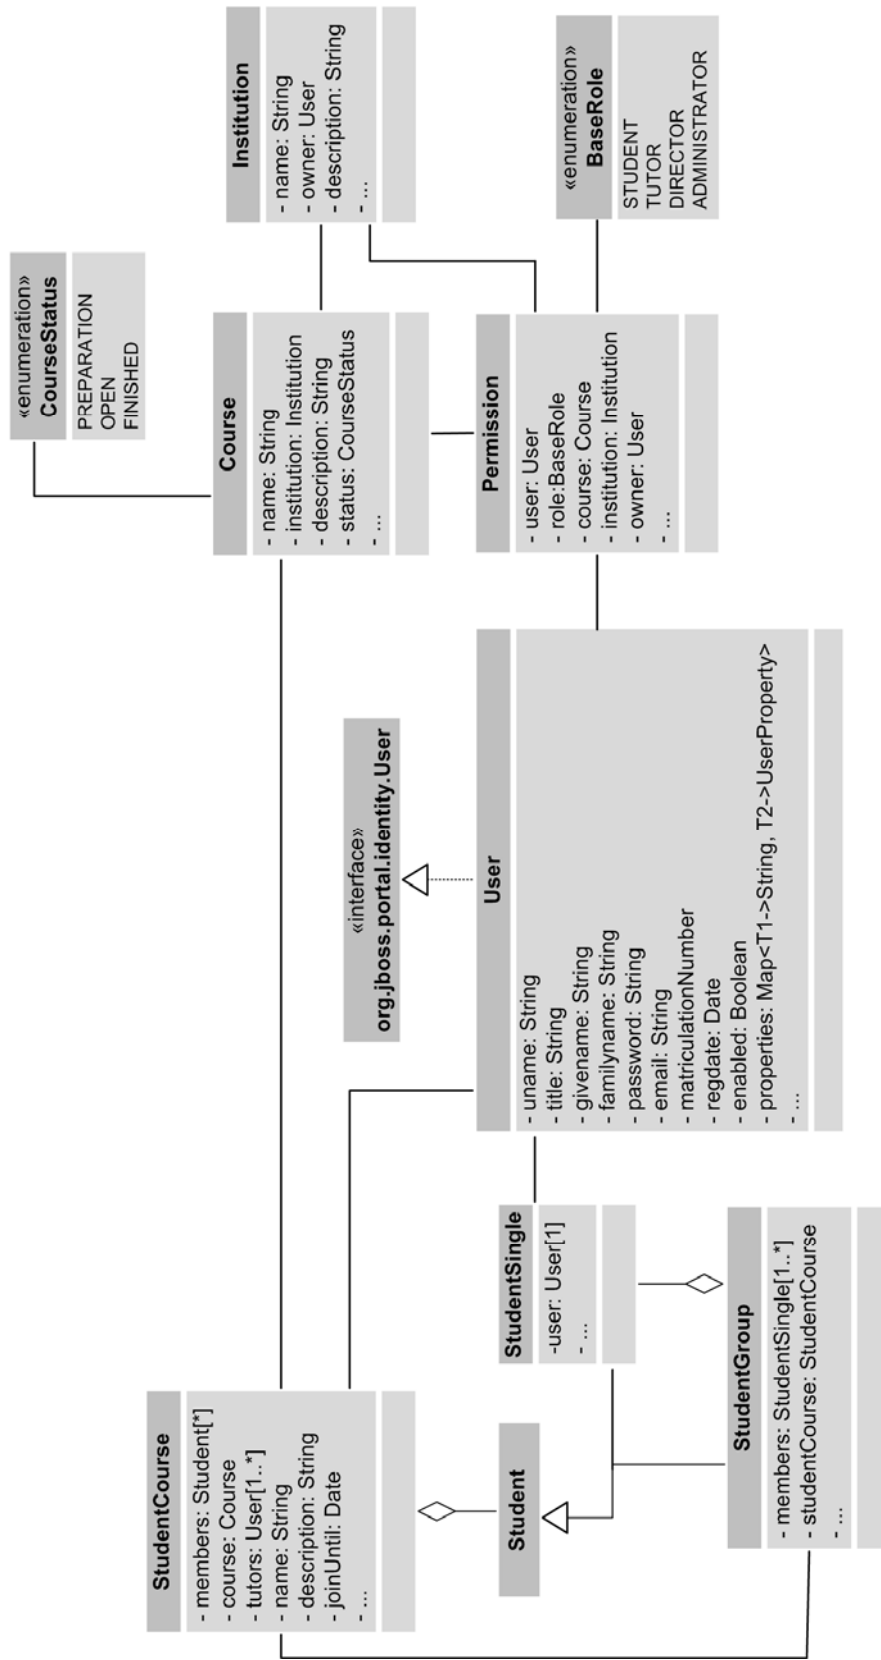 «enumeration»
CourseStatus
PREPARATION
OPEN
FINISHED
Institution
- name: String
- owner: User
- description: String
- ...
Course
- name: String
- institution: Institution
- description: String
- status: CourseStatus
- ...
«enumeration»
BaseRole
STUDENT
TUTOR
DIRECTOR
ADMINISTRATOR
Permission
- user: User
- role:BaseRole
- course: Course
- institution: Institution
- owner: User
- ...
«interface»
org.jboss.portal.identity.User
User
- uname: String
- title: String
- givename: String
- familyname: String
- password: String
- email: String
- matriculationNumber
- regdate: Date
- enabled: Boolean
- properties: Map<T1->String, T2->UserProperty>
- ...
StudentCourse
- members: Student[*]
- course: Course
- tutors: User[1..*]
- name: String
- description: String
- joinUntil: Date
- ...
StudentSingle
-user: User[1]
- ...
Student
StudentGroup
- members: StudentSingle[1..*]
- studentCourse: StudentCourse
- ...